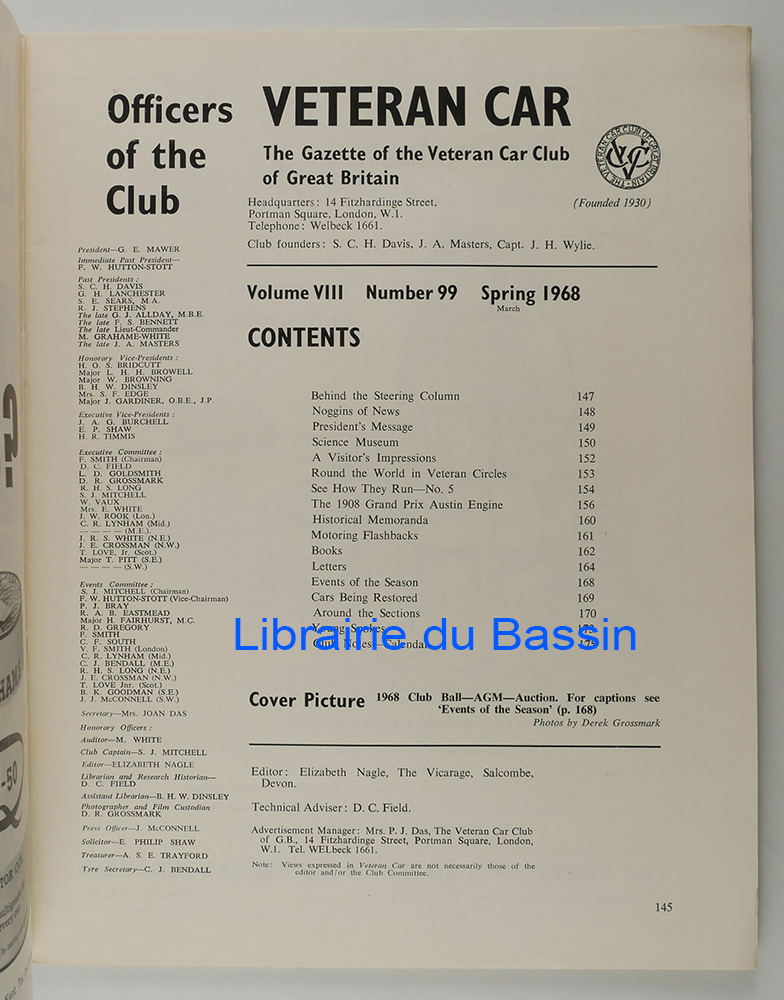 Officers
of the
Club
President—G. E. MAWER
Immediate Past President—
F. W. HUTTON-STOTT
Past Presidents :
S. C. H. DAVIS
G. H. LANCHESTER
S. E. SEARS, M.A.
R. J. STEPHENS
The late G. J. ALLDAY, M.B.E.
The late F. S. BENNETT
The late Lieut-Commander
M. GRAHAME-WHITE
The late J. A. MASTERS
Honorary Vice-Presidents :
H. O. S. BRIDCUTT
Major L. H. H. BROWELL
Major W. BROWNING
B. H. W. DINSLEY
Mrs. S. F. EDGE
Major J. GARDINER, O.B.E., J.P.
Executive Vice-Presidents :
J. A. G. BURCHELL
E. P. SHAW
H. R. TIMMIS
Executive Committee :
F. SMITH (Chairman)
D. C. FIELD
L. D. GOLDSMITH
D. R. GROSSMARK
R. H. S. LONG
S. J. MITCHELL
W. VAUX
Mrs. E. WHITE
J. W. ROOK (Lon.)
C. R. LYNHAM (Mid.)
— — — — (M.E.).
J. R. S. WHITE (N.E.)
J. E. CROSSMAN (N.W.)
T. LOVE, Jr. (Scot.)
Major T. PITT (S.E.)
— — — — (S.W.)
Events Committee :
S. J. MITCHELL (Chairman)
F. W. HUTTON-STOTT (Vice-Chairman)
P. J. BRAY
R. A. B. EASTMEAD
Major H. FAIRHURST, M.C.
R. D. GREGORY
F. SMITH
C. F. SOUTH
V. F. SMITH (London)
C. R. LYNHAM (Mid.)
C. J. BENDALL (M.E.)
R. H. S. LONG (N.E.)
J. E. CROSSMAN (N.W.)
T. LOVE Jnr. (Scot.)
B. K. GOODMAN (S.E.)
J. J. McCONNELL (S.W.)
Secretary—Mrs. JOAN DAS
Honorary Officers :
Auditor—M. WHITE
Club Captain—S. J. MITCHELL
Editor—ELIZABETH NAGLE
Librarian and Research Historian—
D. C. FIELD
Assistant Librarian—B. H. W. DINSLEY
Photographer and Film Custodian
D. R. GROSSMARK
Press Officer—J. McCONNELL
Solicitor—E. PHILIP SHAW
Treasurer—A. S. E. TRAYFORD
Tyre Secretary—C. J. BENDALL
VETERAN CAR
The Gazette of the Veteran Car Club
of Great Britain
THE VETERAN CAR CLUB OF GREAT BRITAIN
VCC
(Founded 1930)
Headquarters : 14 Fitzhardinge Street,
Portman Square, London, W.1.
Telephone : Welbeck 1661.
Club founders : S. C. H. Davis, J. A. Masters, Capt. J. H. Wylie.
Volume VIII Number 99 Spring 1968
March
CONTENTS
Behind the Steering Column 147
Noggins of News 148
President's Message 149
Science Museum 150
A Visitor's Impressions 152
Round the World in Veteran Circles 153
See How They Run—No. 5 154
The 1908 Grand Prix Austin Engine 156
Historical Memoranda 160
Motoring Flashbacks 161
Books 162
Letters 164
Events of the Season 168
Cars Being Restored 169
Around the Sections 170
Young Spokes
Club Notes—Calendar
Librairie du Bassin
Cover Picture 1968 Club Ball—AGM—Auction. For captions see
'Events of the Season' (p. 168)
Photos by Derek Grossmark
Editor: Elizabeth Nagle, The Vicarage, Salcombe,
Devon.
Technical Adviser : D. C. Field.
Advertisement Manager: Mrs. P. J. Das, The Veteran Car Club
of G.B., 14 Fitzhardinge Street, Portman Square, London,
W.1. Tel. WELbeck 1661.
Note: Views expressed in Veteran Car are not necessarily those of the
editor and/or the Club Committee.
145
-50